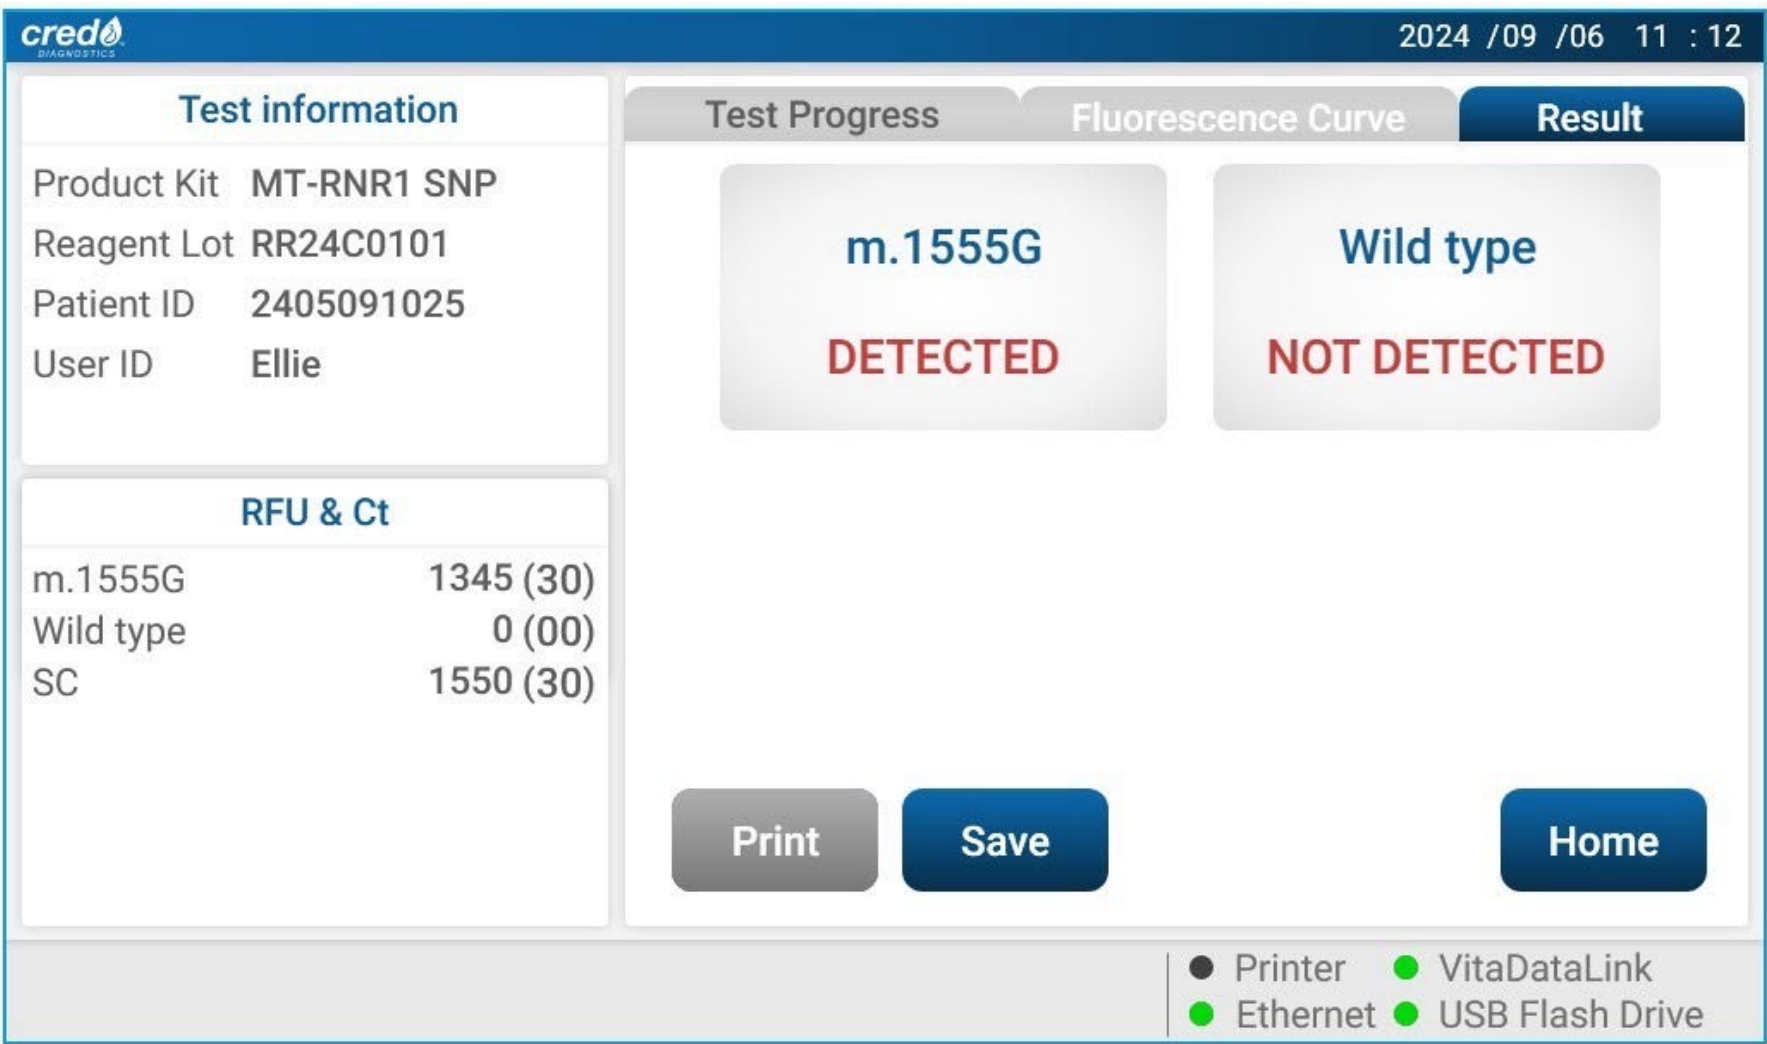 credo
DIAGNOSTICS
2024 /09 /06 11 : 12
Test information
Product Kit MT-RNR1 SNP
Reagent Lot RR24C0101
Patient ID 2405091025
User ID Ellie
RFU & Ct
m.1555G 1345 (30)
Wild type 0 (00)
SC 1550 (30)
Test Progress Fluorescence Curve Result
m.1555G
DETECTED
Wild type
NOT DETECTED
Print Save Home
Printer VitaDataLink
Ethernet USB Flash Drive